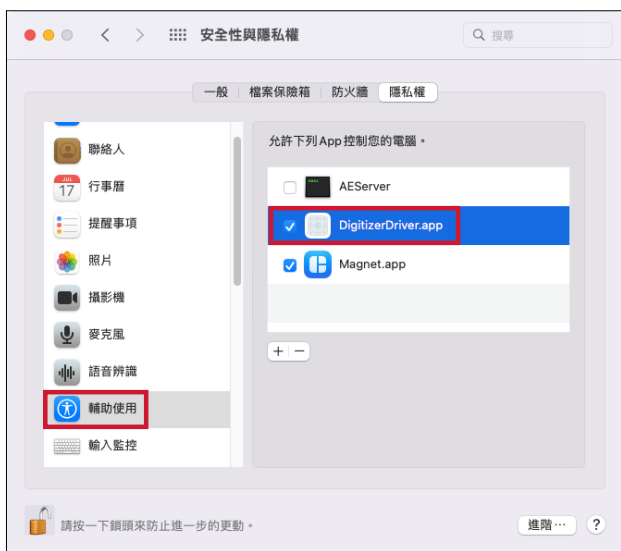 安全性與隱私權
搜尋
一般
檔案保險箱
防火牆
隱私權
聯絡人
JUL
17
行事曆
提醒事項
照片
攝影機
麥克風
語音辨識
輔助使用
輸入監控
允許下列App控制您的電腦。
AEServer
DigitizerDriver.app
Magnet.app
請按一下鎖頭來防止進一步的更動。
進階⋯
?